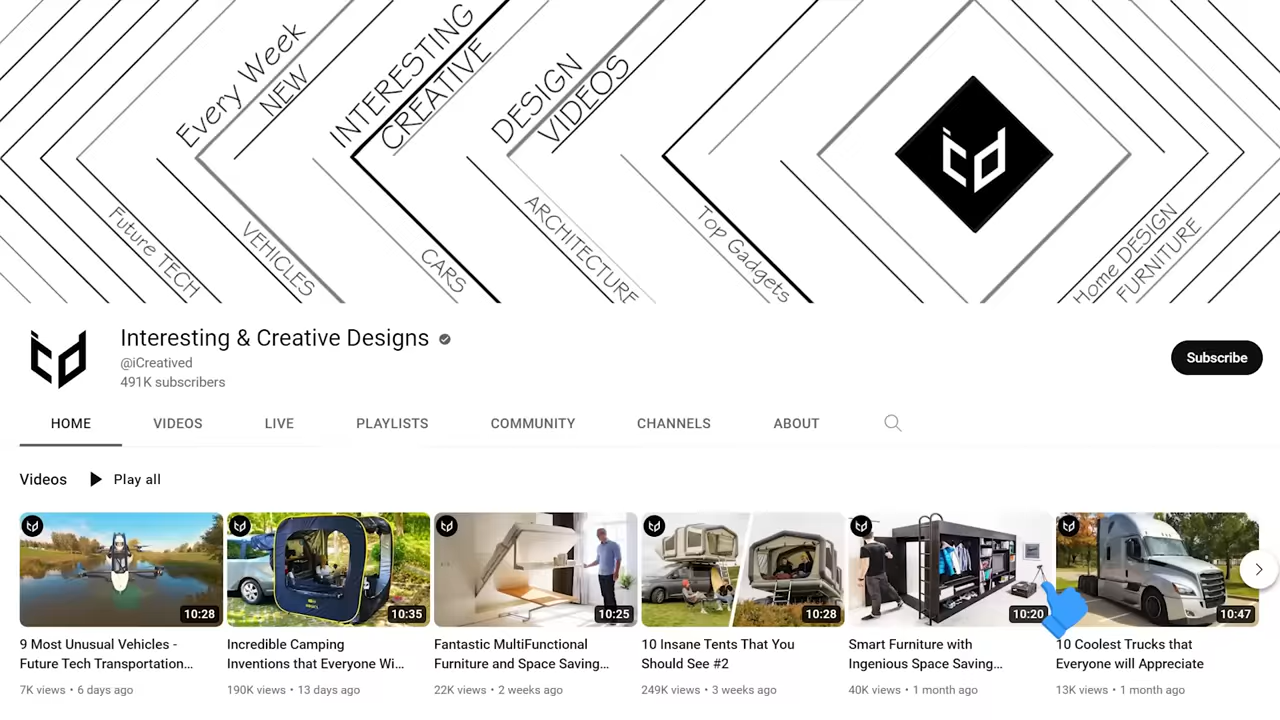 Every Week
NEW
INTERESTING
CREATIVE
DESIGN
VIDEOS
Future TECH
VEHICLES
CARS
ARCHITECTURE
Top Gadgets
Home DESIGN
FURNITURE
Interesting & Creative Designs
@iCreatived
491K subscribers
Subscribe
HOME VIDEOS LIVE PLAYLISTS COMMUNITY CHANNELS ABOUT
Videos Play all
10:28 10:35 10:25 10:28 10:20 10:47
9 Most Unusual Vehicles -
Future Tech Transportation...
7K views • 6 days ago
Incredible Camping
Inventions that Everyone Wi...
190K views • 13 days ago
Fantastic MultiFunctional
Furniture and Space Saving...
22K views • 2 weeks ago
10 Insane Tents That You
Should See #2
249K views • 3 weeks ago
Smart Furniture with
Ingenious Space Saving...
40K views • 1 month ago
10 Coolest Trucks that
Everyone will Appreciate
13K views • 1 month ago